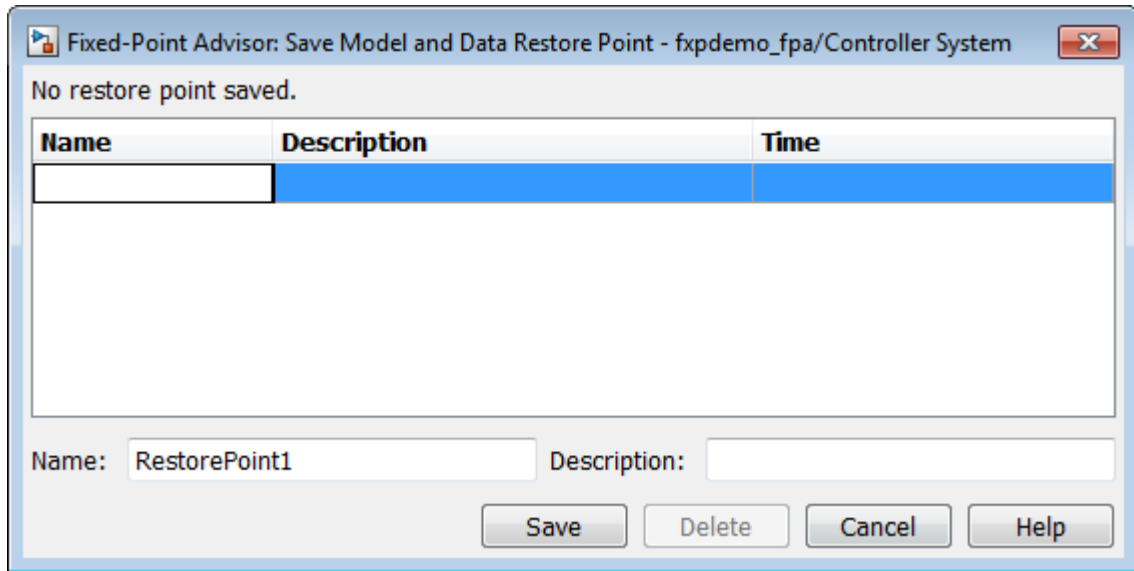 Fixed-Point Advisor: Save Model and Data Restore Point - fxpdemo_fpa/Controller System
No restore point saved.
Name Description Time
Name: RestorePoint1 Description:
Save Delete Cancel Help